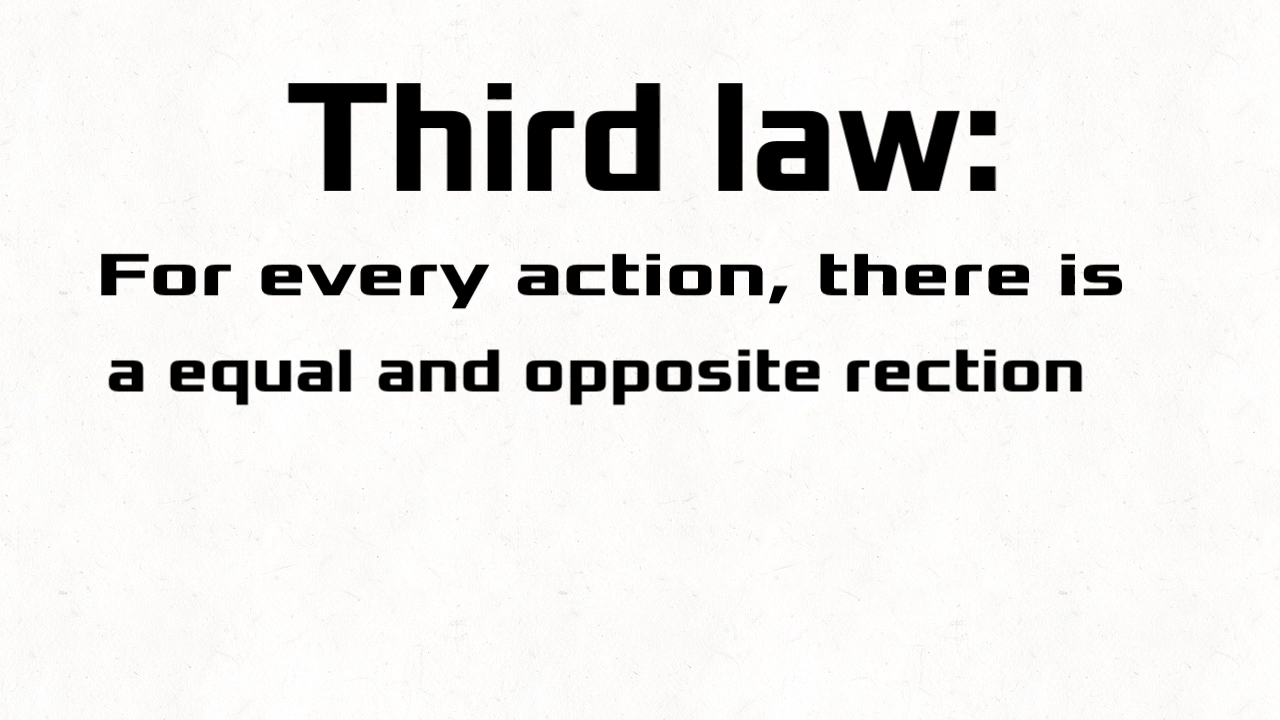 Third law:
For every action, there is
a equal and opposite rection